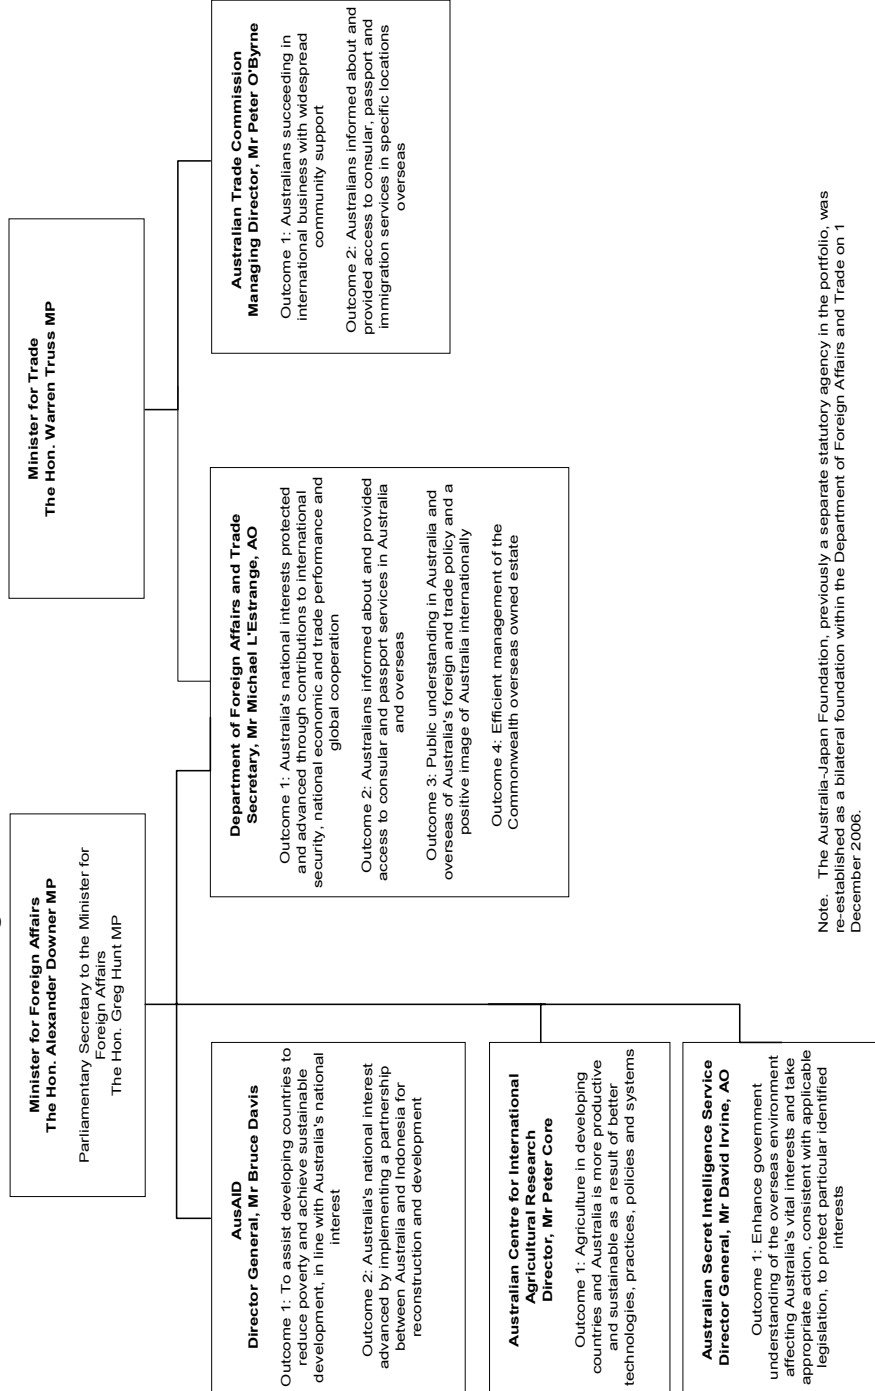 Minister for Foreign Affairs
The Hon. Alexander Downer MP
Parliamentary Secretary to the Minister for
Foreign Affairs
The Hon. Greg Hunt MP
Minister for Trade
The Hon. Warren Truss MP
AusAID
Director General, Mr Bruce Davis
Outcome 1: To assist developing countries to
reduce poverty and achieve sustainable
development, in line with Australia's national
interest
Outcome 2: Australia's national interest
advanced by implementing a partnership
between Australia and Indonesia for
reconstruction and development
Department of Foreign Affairs and Trade
Secretary, Mr Michael L'Estrange, AO
Outcome 1: Australia's national interests protected
and advanced through contributions to international
security, national economic and trade performance and
global cooperation
Outcome 2: Australians informed about and provided
access to consular and passport services in Australia
and overseas
Outcome 3: Public understanding in Australia and
overseas of Australia's foreign and trade policy and a
positive image of Australia internationally
Outcome 4: Efficient management of the
Commonwealth overseas owned estate
Australian Trade Commission
Managing Director, Mr Peter O'Byrne
Outcome 1: Australians succeeding in
international business with widespread
community support
Outcome 2: Australians informed about and
provided access to consular, passport and
immigration services in specific locations
overseas
Australian Centre for International
Agricultural Research
Director, Mr Peter Core
Outcome 1: Agriculture in developing
countries and Australia is more productive
and sustainable as a result of better
technologies, practices, policies and systems
Australian Secret Intelligence Service
Director General, Mr David Irvine, AO
Outcome 1: Enhance government
understanding of the overseas environment
affecting Australia's vital interests and take
appropriate action, consistent with applicable
legislation, to protect particular identified
interests
Note. The Australia-Japan Foundation, previously a separate statutory agency in the portfolio, was
re-established as a bilateral foundation within the Department of Foreign Affairs and Trade on 1
December 2006.